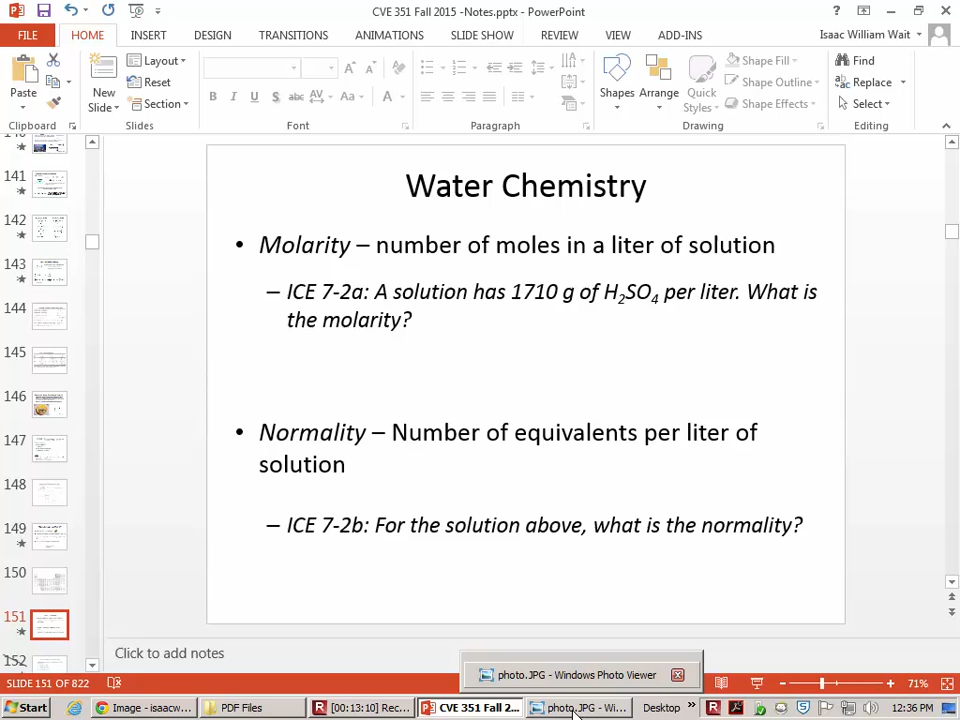 CVE 351 Fall 2015 -Notes.pptx - PowerPoint
FILE HOME INSERT DESIGN TRANSITIONS ANIMATIONS SLIDE SHOW REVIEW VIEW ADD-INS Isaac William Wait
Paste
New Slide
Layout
Reset
Section
B I U S abc AV Aa A
Shapes
Arrange
Quick Styles
Shape Fill
Shape Outline
Shape Effects
Find
Replace
Select
Clipboard Slides Font Paragraph Drawing Editing
141
142
143
144
145
146
147
148
149
150
151
152
Water Chemistry
• Molarity – number of moles in a liter of solution
– ICE 7-2a: A solution has 1710 g of H₂SO₄ per liter. What is
the molarity?
• Normality – Number of equivalents per liter of
solution
– ICE 7-2b: For the solution above, what is the normality?
Click to add notes
photo.JPG - Windows Photo Viewer
SLIDE 151 OF 822 71%
Start Image - isaacw... PDF Files [00:13:10] Rec... CVE 351 Fall 2... photo.JPG - Wi... Desktop » 12:36 PM